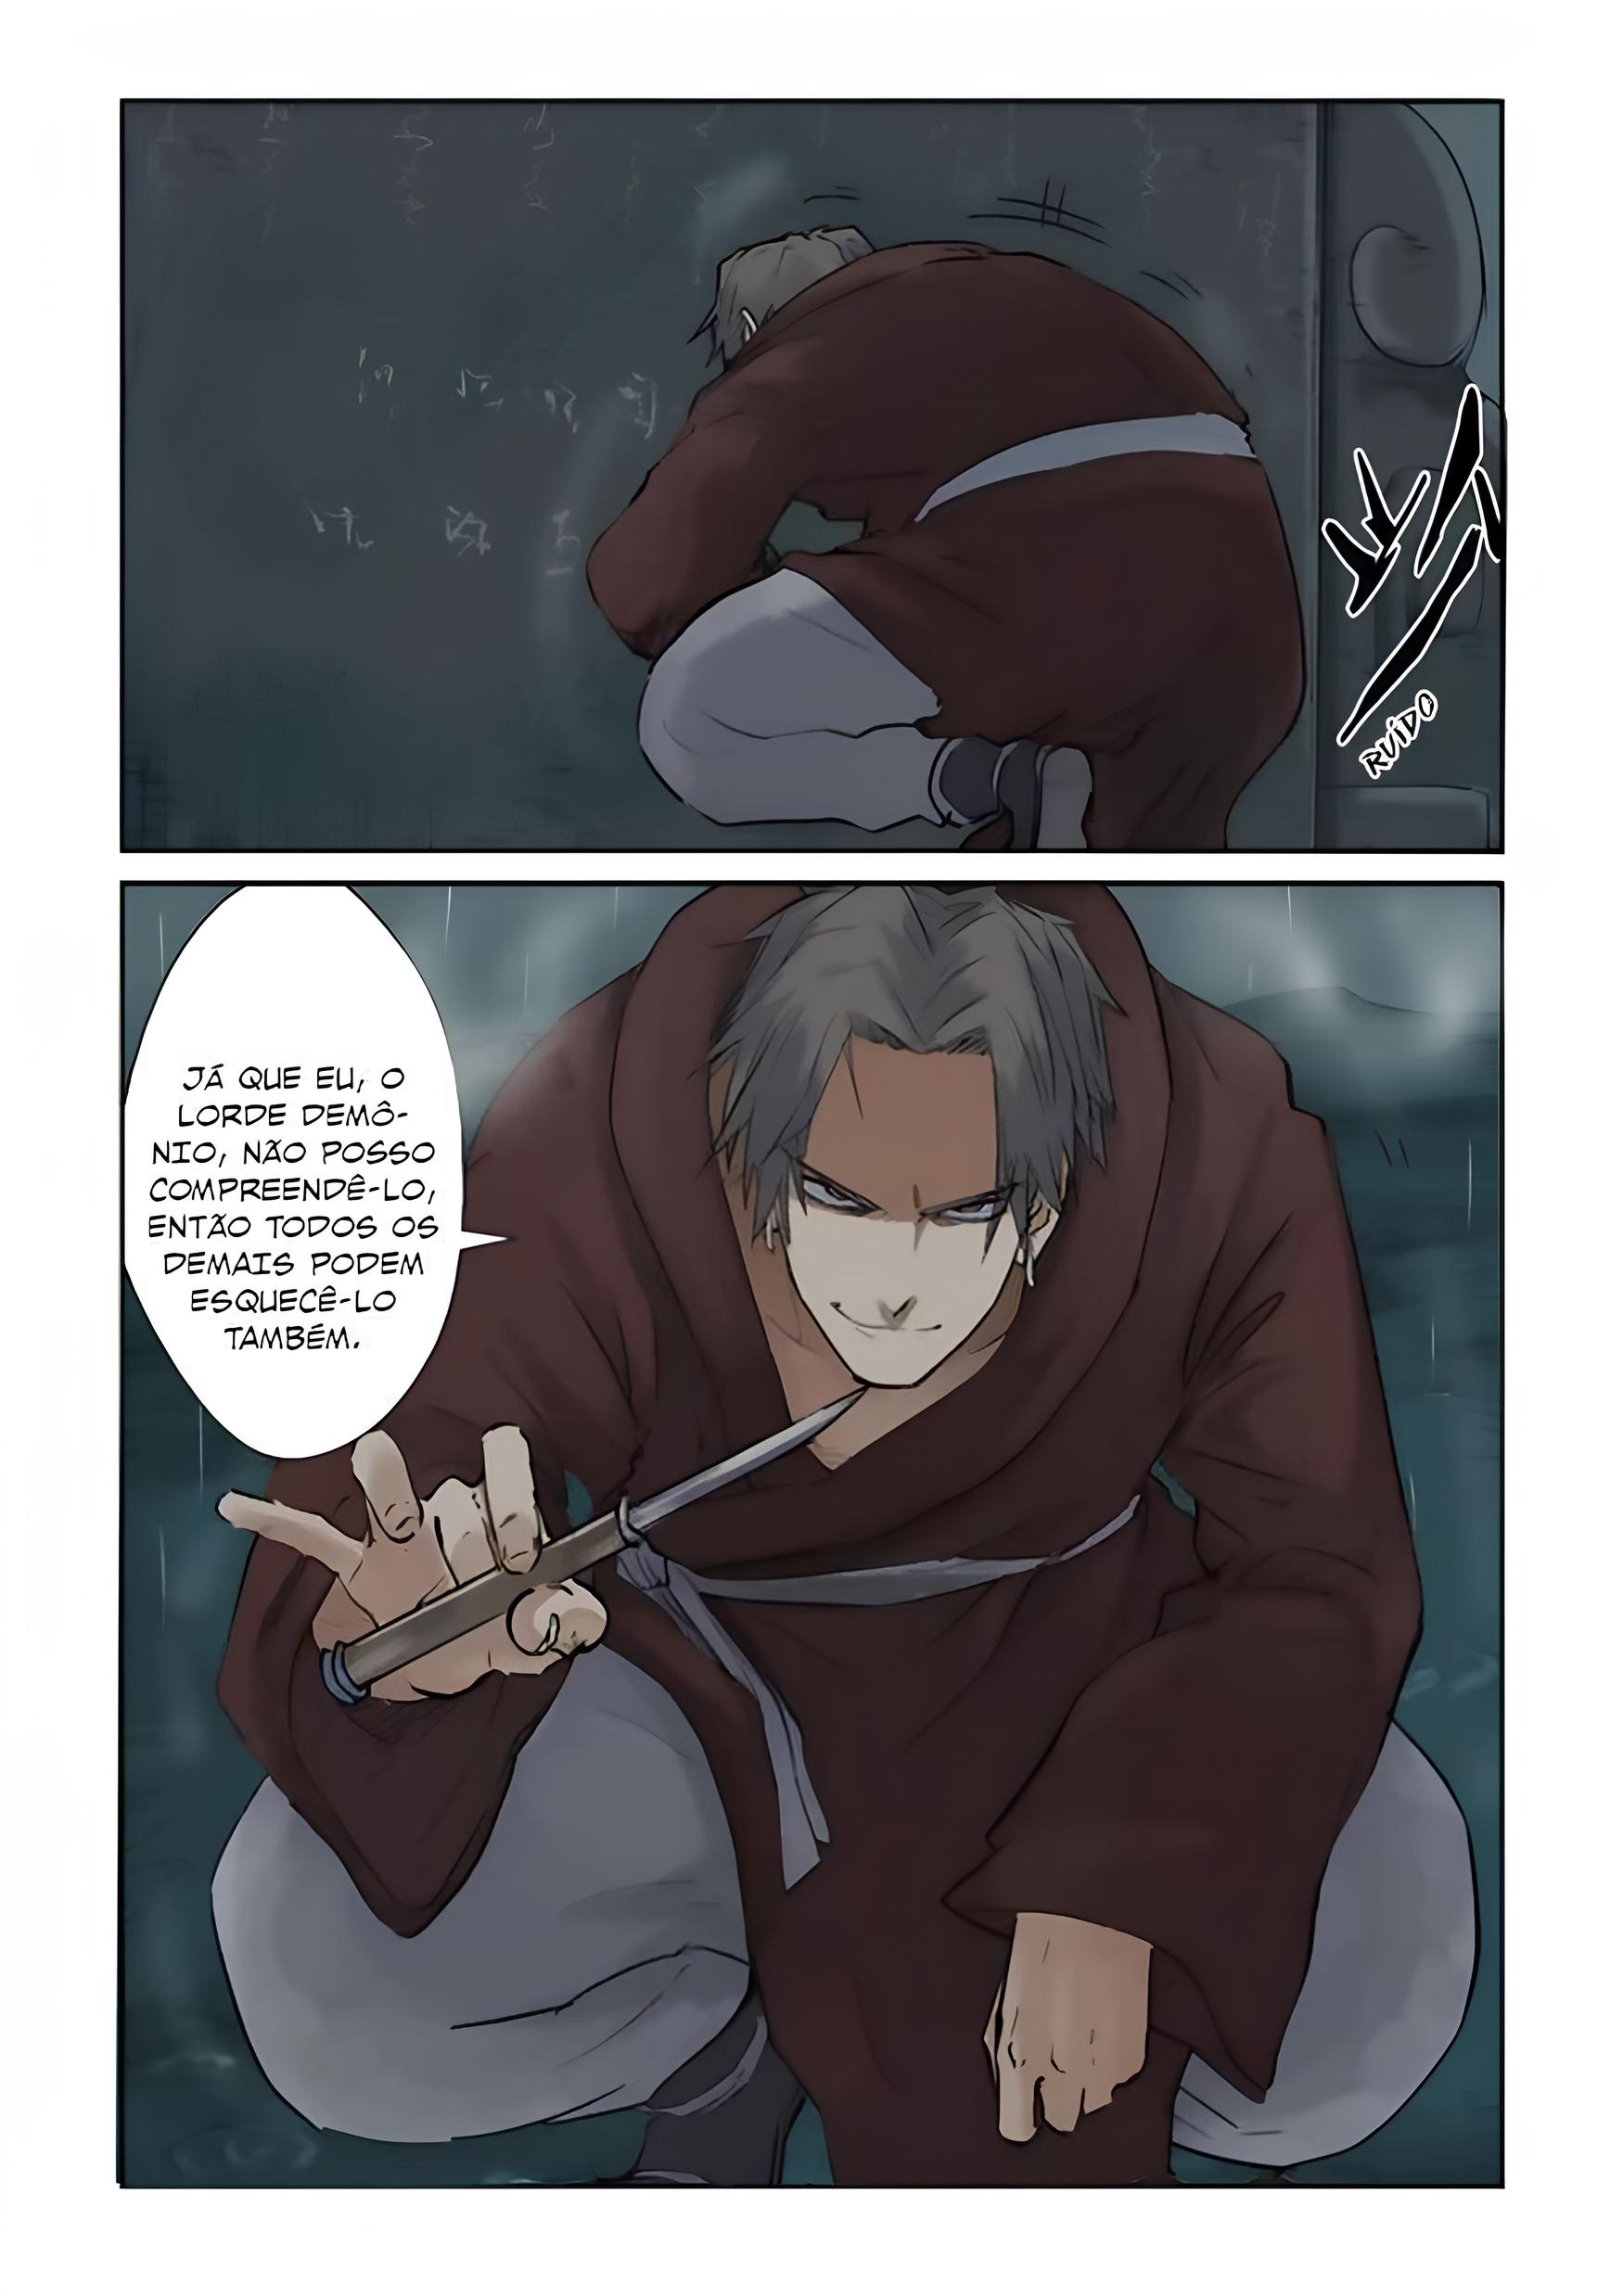 RUÍDO
JÁ QUE EU, O
LORDE DEMÔ-
NIO, NÃO POSSO
COMPREENDÊ-LO,
ENTÃO TODOS OS
DEMAIS PODEM
ESQUECÊ-LO
TAMBÉM.